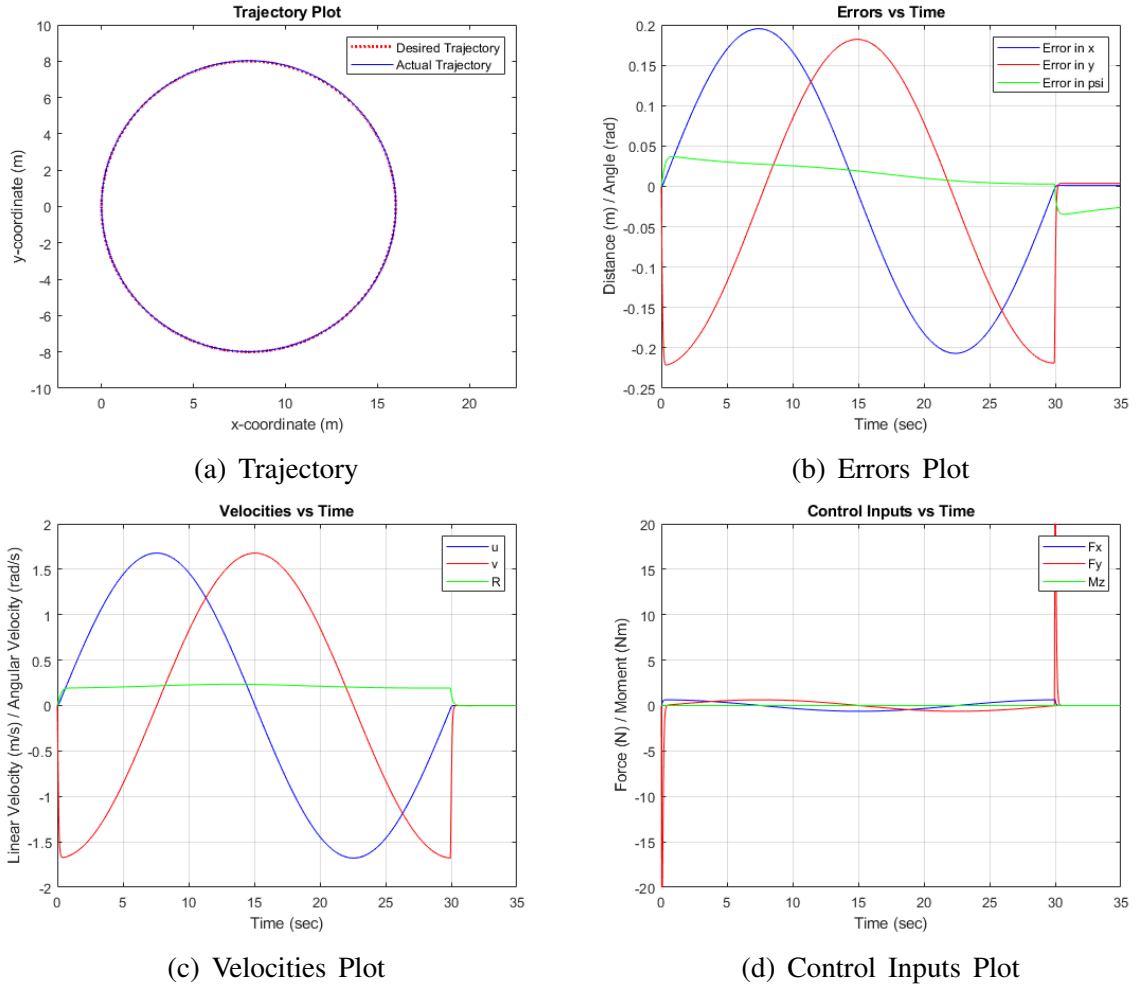 Trajectory Plot
10
8
6
4
2
0
-2
-4
-6
-8
-10
0 5 10 15 20
x-coordinate (m)
y-coordinate (m)
Desired Trajectory
Actual Trajectory
(a) Trajectory
Errors vs Time
0.2
0.15
0.1
0.05
0
-0.05
-0.1
-0.15
-0.2
-0.25
0 5 10 15 20 25 30 35
Time (sec)
Distance (m) / Angle (rad)
Error in x
Error in y
Error in psi
(b) Errors Plot
Velocities vs Time
2
1.5
1
0.5
0
-0.5
-1
-1.5
-2
0 5 10 15 20 25 30 35
Time (sec)
Linear Velocity (m/s) / Angular Velocity (rad/s)
u
v
R
(c) Velocities Plot
Control Inputs vs Time
20
15
10
5
0
-5
-10
-15
-20
0 5 10 15 20 25 30 35
Time (sec)
Force (N) / Moment (Nm)
Fx
Fy
Mz
(d) Control Inputs Plot